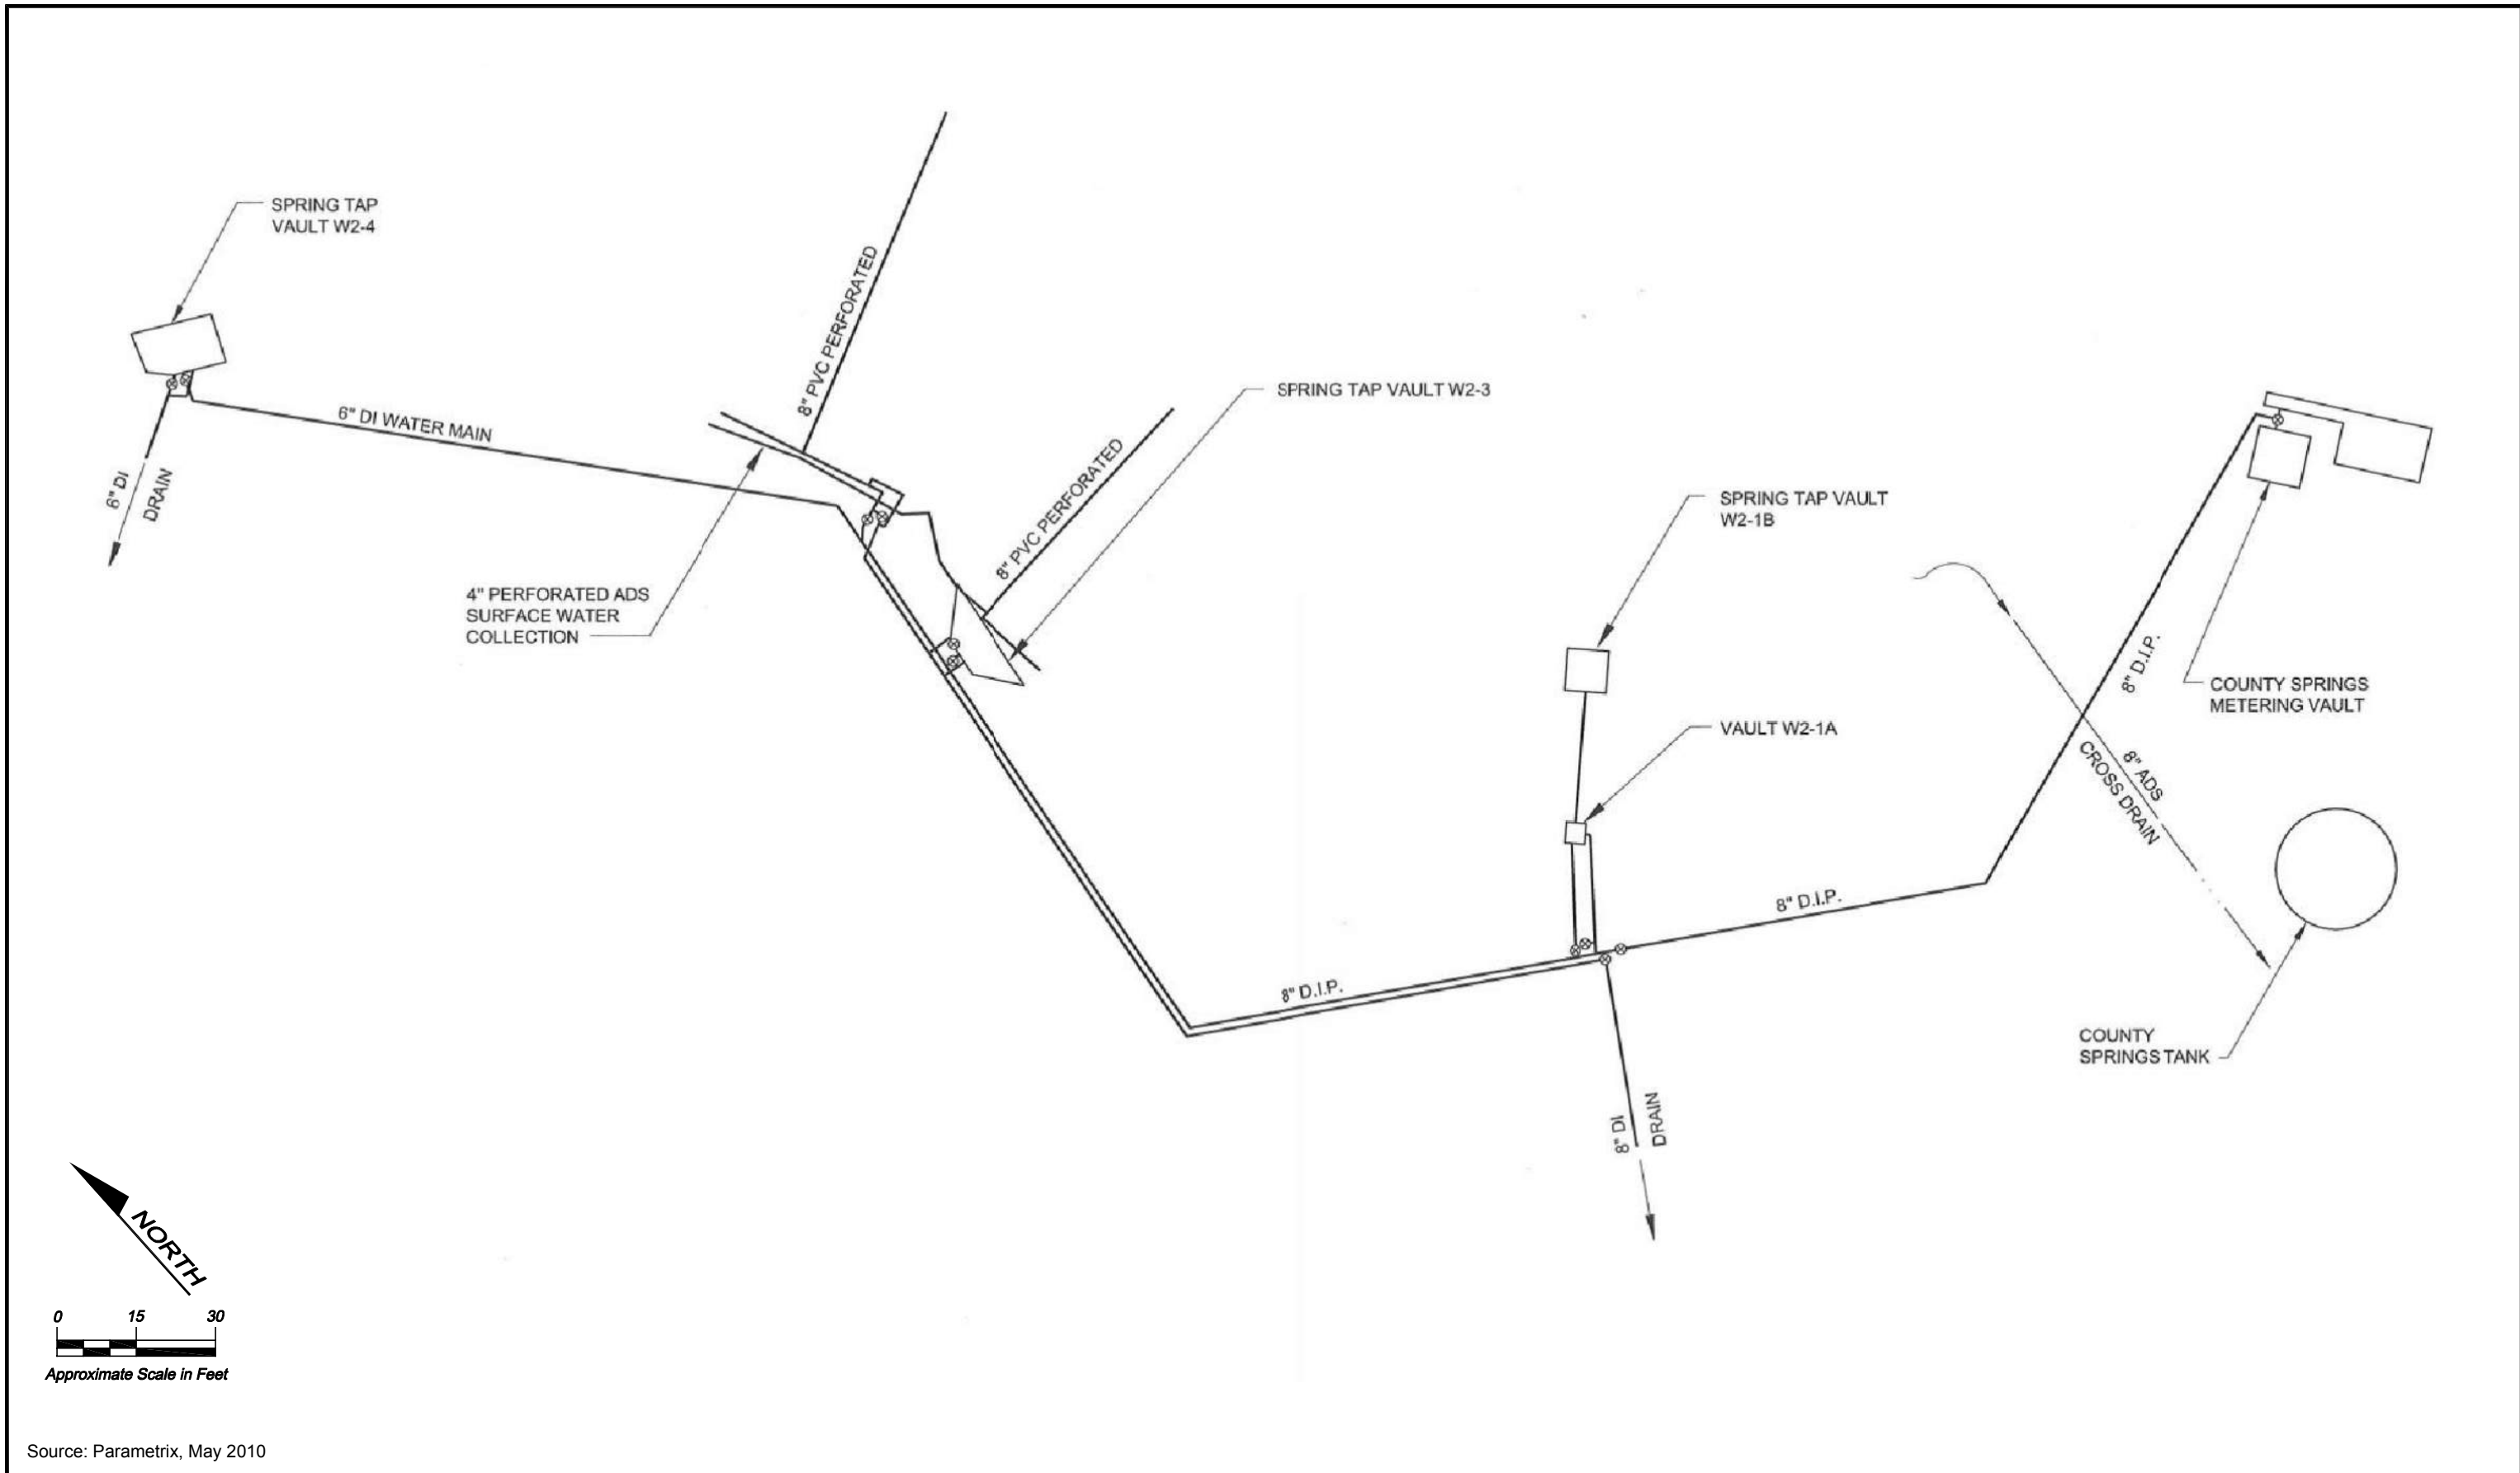 SPRING TAP
VAULT W2-4
8" PVC PERFORATED
SPRING TAP VAULT W2-3
6" DI WATER MAIN
8" PVC PERFORATED
6" DI
DRAIN
SPRING TAP VAULT
W2-1B
4" PERFORATED ADS
SURFACE WATER
COLLECTION
8" D.I.P.
COUNTY SPRINGS
METERING VAULT
VAULT W2-1A
8" ADS
CROSS DRAIN
8" D.I.P.
8" D.I.P.
COUNTY
SPRINGS TANK
8" DI
DRAIN
NORTH
0 15 30
Approximate Scale in Feet
Source: Parametrix, May 2010